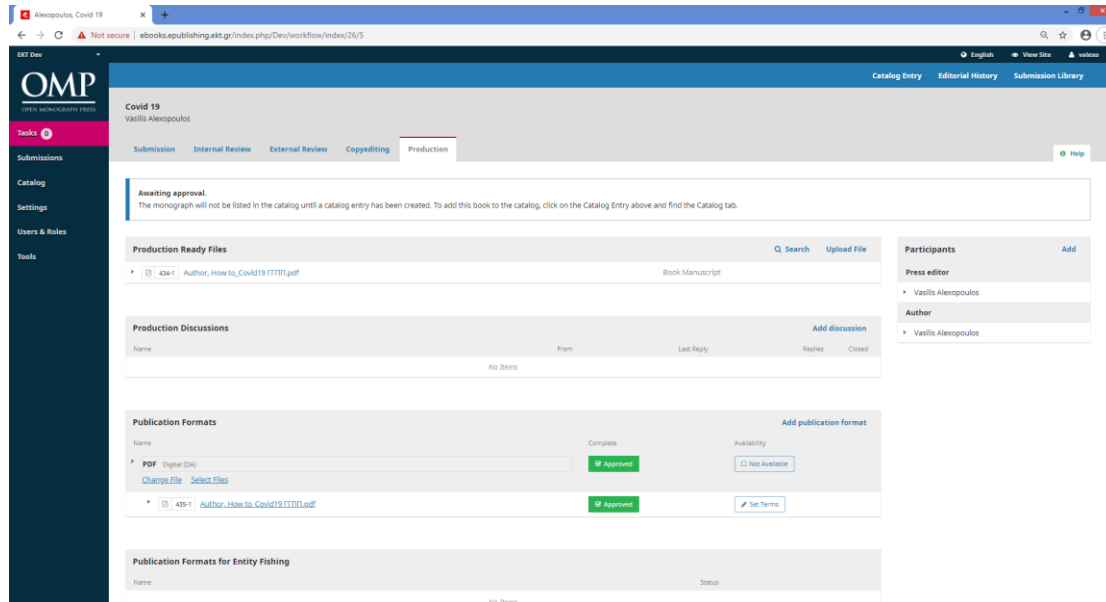 Alexopoulos, Covid 19
Not secure | ebooks.epublishing.ekt.gr/index.php/Dev/workflow/index/26/5
EKT Dev
English View Site valexo
OMP
OPEN MONOGRAPH PRESS
Catalog Entry Editorial History Submission Library
Covid 19
Vasilis Alexopoulos
Tasks 0
Submissions
Catalog
Settings
Users & Roles
Tools
Submission Internal Review External Review Copyediting Production
Help
Awaiting approval.
The monograph will not be listed in the catalog until a catalog entry has been created. To add this book to the catalog, click on the Catalog Entry above and find the Catalog tab.
Production Ready Files Search Upload File
434-1 Author, How to_Covid19 ΓΓΠΠ.pdf Book Manuscript
Participants Add
Press editor
Vasilis Alexopoulos
Author
Vasilis Alexopoulos
Production Discussions Add discussion
Name From Last Reply Replies Closed
No Items
Publication Formats Add publication format
Name Complete Availability
PDF Digital (DA) Approved Not Available
Change File Select Files
435-1 Author, How to_Covid19 ΓΓΠΠ.pdf Approved Set Terms
Publication Formats for Entity Fishing
Name Status
No Items